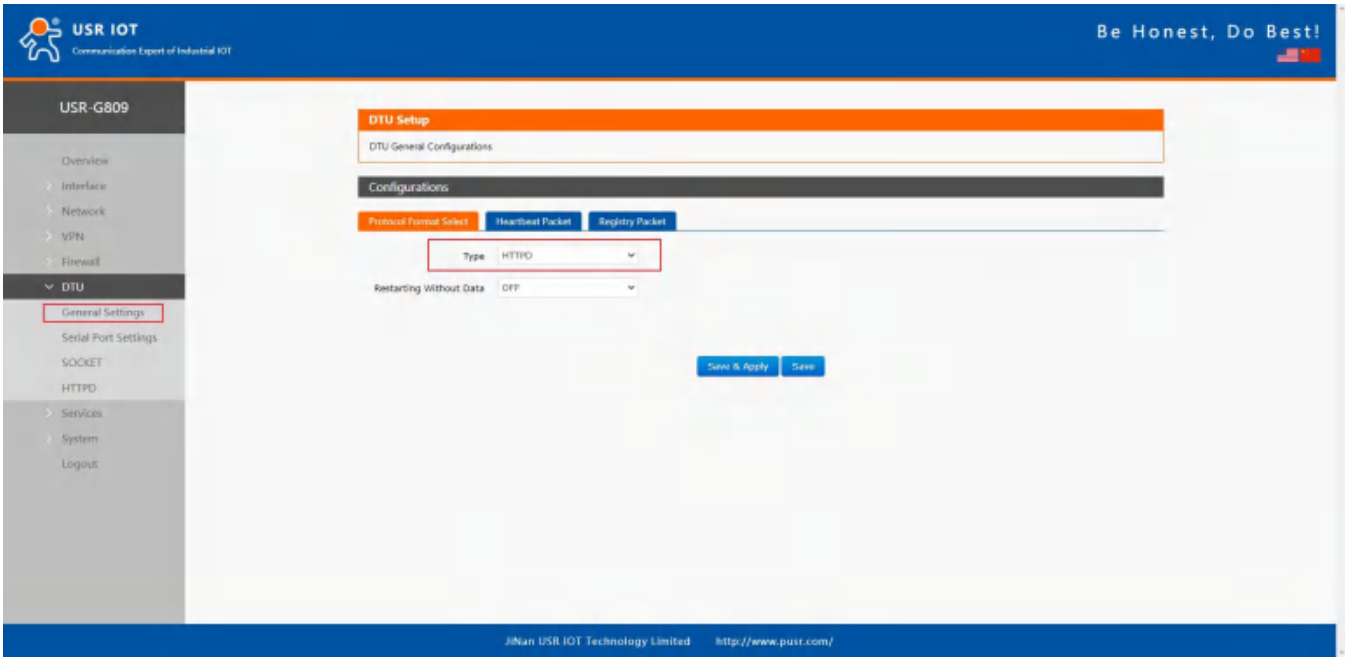 USR IOT
Communication Expert of Industrial IOT
Be Honest, Do Best!
USR-G809
Overview
Interface
Network
VPN
Firewall
DTU
General Settings
Serial Port Settings
SOCKET
HTTPD
Services
System
Logout
DTU Setup
DTU General Configurations
Configurations
Protocol Format Select Heartbeat Packet Registry Packet
Type HTTPD
Restarting Without Data OFF
Save & Apply Save
JiNan USR IOT Technology Limited http://www.pusr.com/